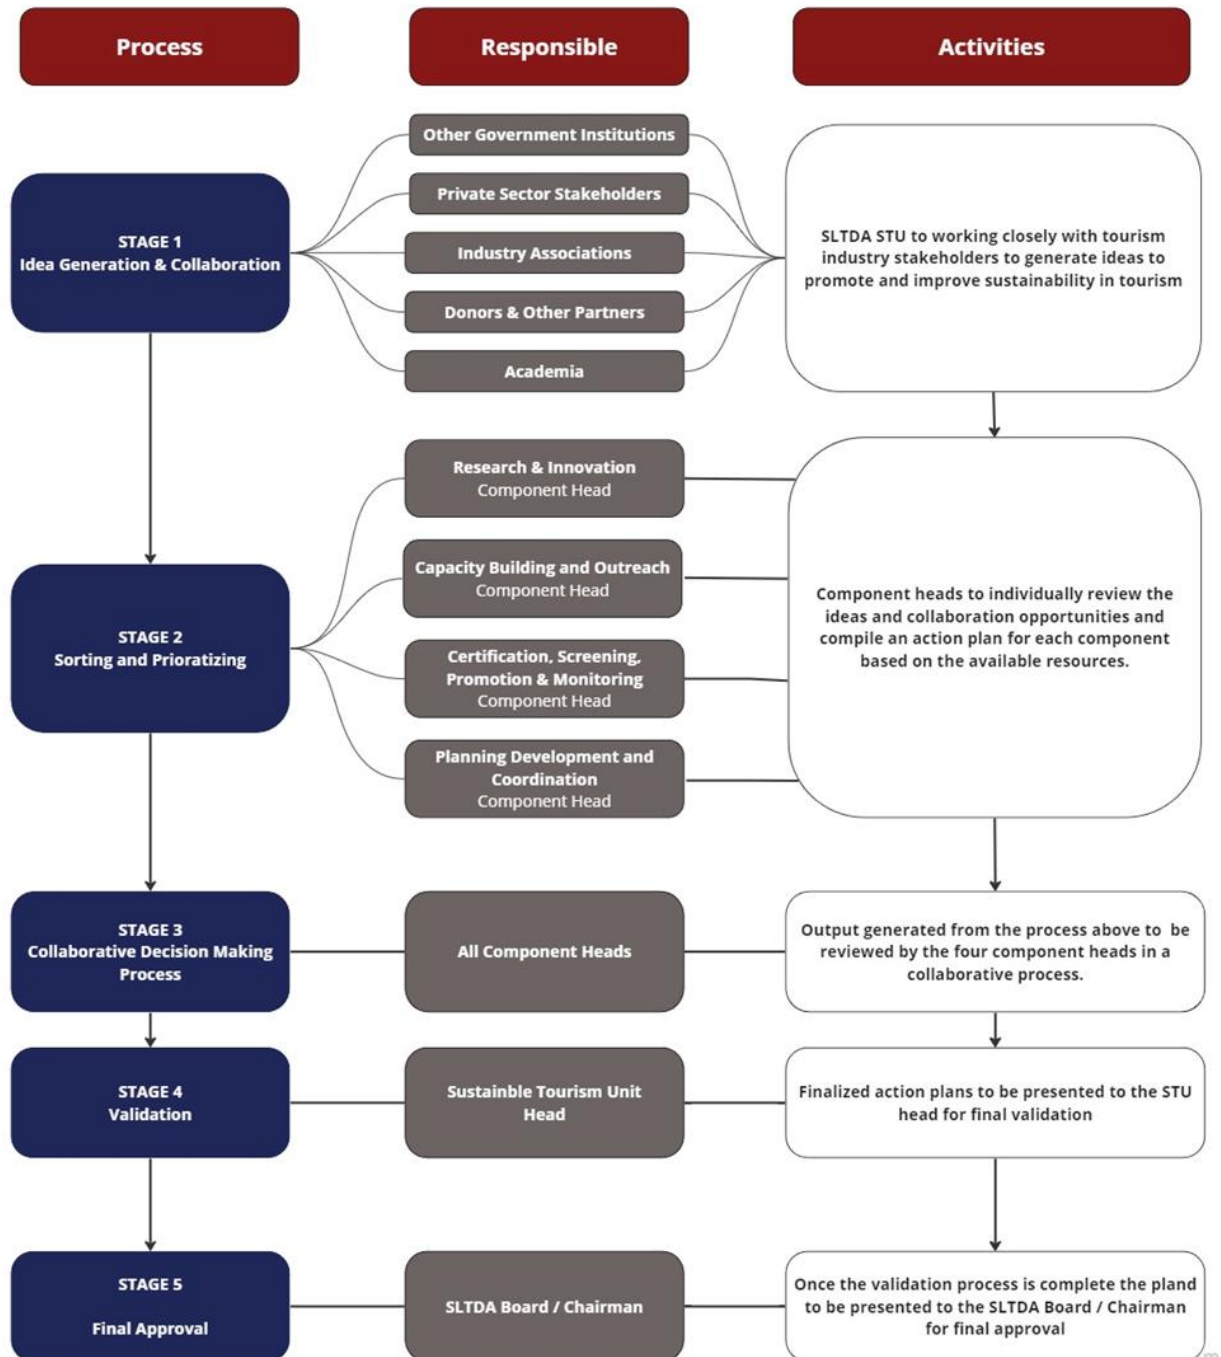 Process
Responsible
Activities
STAGE 1
Idea Generation & Collaboration
Other Government Institutions
Private Sector Stakeholders
Industry Associations
Donors & Other Partners
Academia
SLTDA STU to working closely with tourism
industry stakeholders to generate ideas to
promote and improve sustainability in tourism
STAGE 2
Sorting and Prioratizing
Research & Innovation
Component Head
Capacity Building and Outreach
Component Head
Certification, Screening,
Promotion & Monitoring
Component Head
Planning Development and
Coordination
Component Head
Component heads to individually review the
ideas and collaboration opportunities and
compile an action plan for each component
based on the available resources.
STAGE 3
Collaborative Decision Making
Process
All Component Heads
Output generated from the process above to be
reviewed by the four component heads in a
collaborative process.
STAGE 4
Validation
Sustainble Tourism Unit
Head
Finalized action plans to be presented to the STU
head for final validation
STAGE 5
Final Approval
SLTDA Board / Chairman
Once the validation process is complete the pland
to be presented to the SLTDA Board / Chairman
for final approval